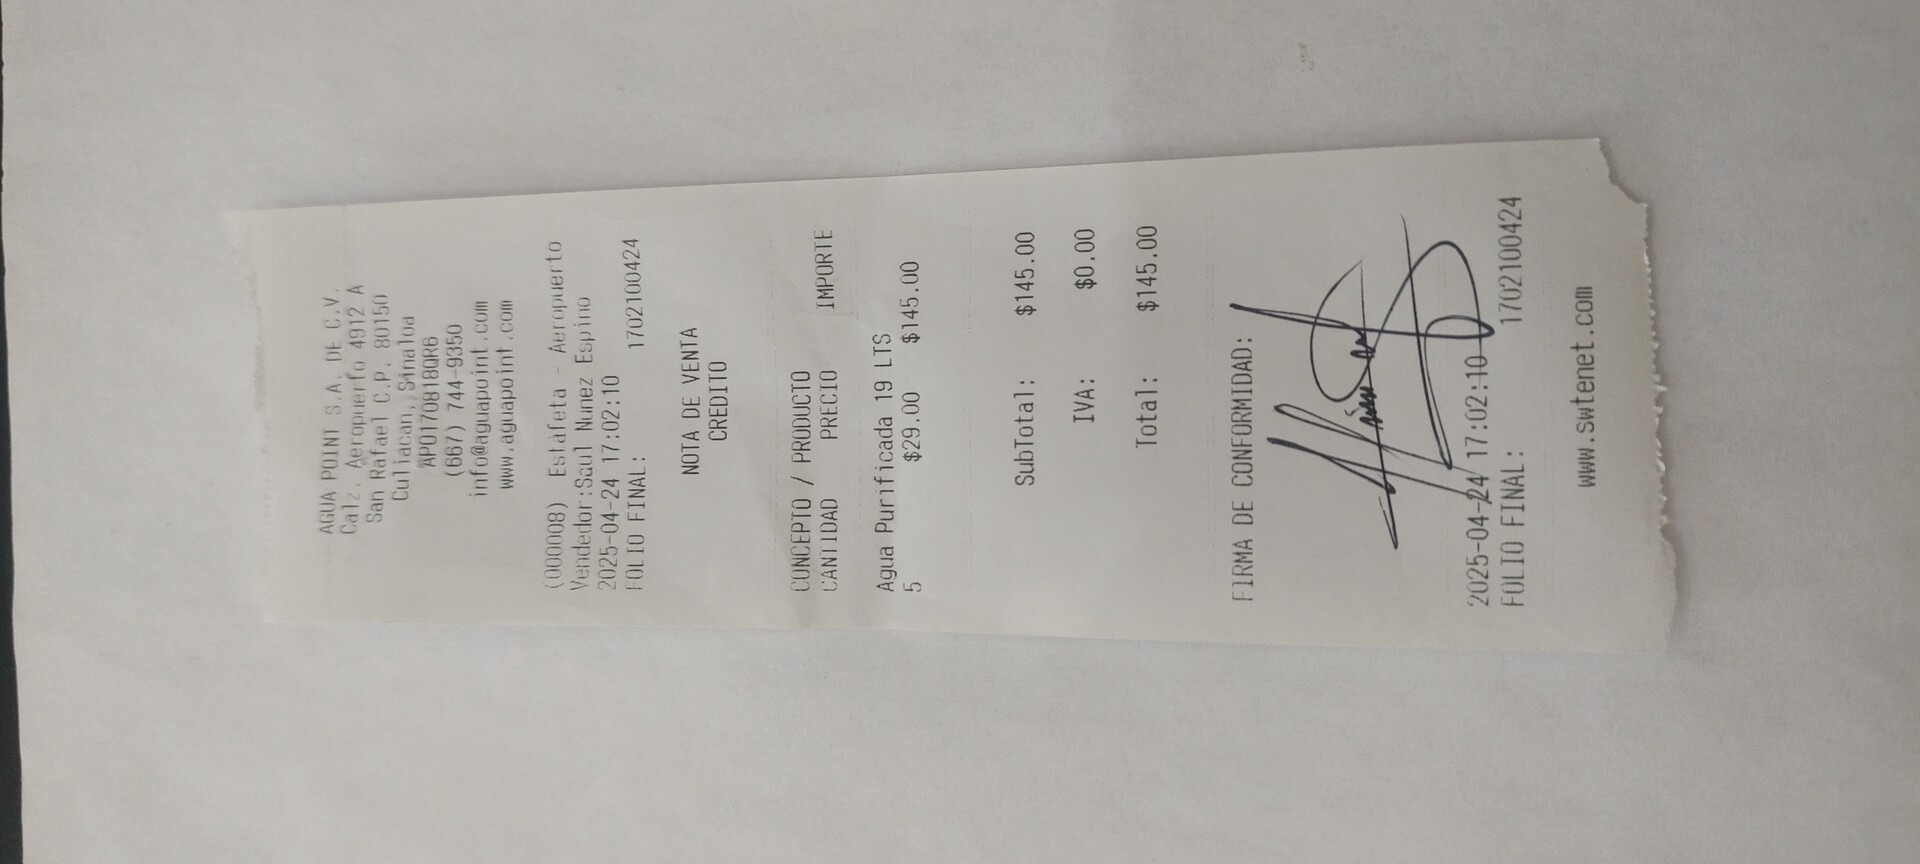 AGUA POINT S.A. DE C.V.
Calz. Aeropuerto 4912 A
San Rafael C.P. 80150
Culiacan, Sinaloa
APO170818QR6
(667) 744-9350
info@aguapoint.com
www.aguapoint.com
(000008) Estafeta - Aeropuerto
Vendedor:Saul Nunez Espino
2025-04-24 17:02:10
FOLIO FINAL: 1702100424
NOTA DE VENTA
CREDITO
CONCEPTO / PRODUCTO
CANTIDAD PRECIO IMPORTE
Agua Purificada 19 LTS
5 $29.00 $145.00
SubTotal: $145.00
IVA: $0.00
Total: $145.00
FIRMA DE CONFORMIDAD:
2025-04-24 17:02:10
FOLIO FINAL: 1702100424
www.swtenet.com